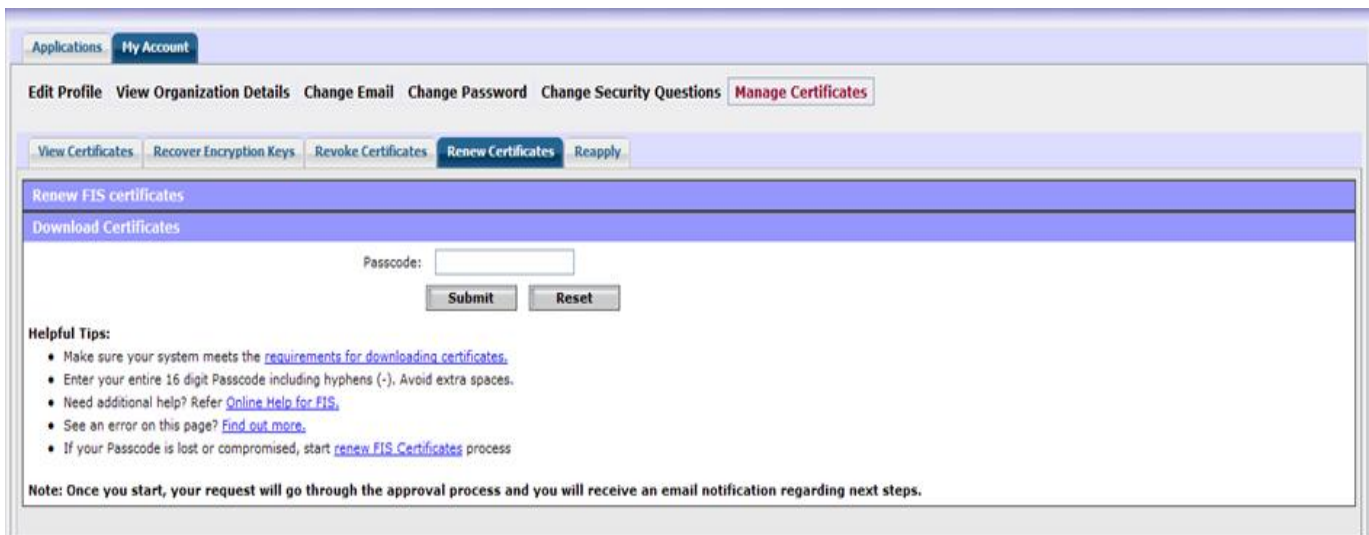 Applications My Account
Edit Profile View Organization Details Change Email Change Password Change Security Questions Manage Certificates
View Certificates Recover Encryption Keys Revoke Certificates Renew Certificates Reapply
Renew FIS certificates
Download Certificates
Passcode:
Submit Reset
Helpful Tips:
• Make sure your system meets the requirements for downloading certificates.
• Enter your entire 16 digit Passcode including hyphens (-). Avoid extra spaces.
• Need additional help? Refer Online Help for FIS.
• See an error on this page? Find out more.
• If your Passcode is lost or compromised, start renew FIS Certificates process
Note: Once you start, your request will go through the approval process and you will receive an email notification regarding next steps.